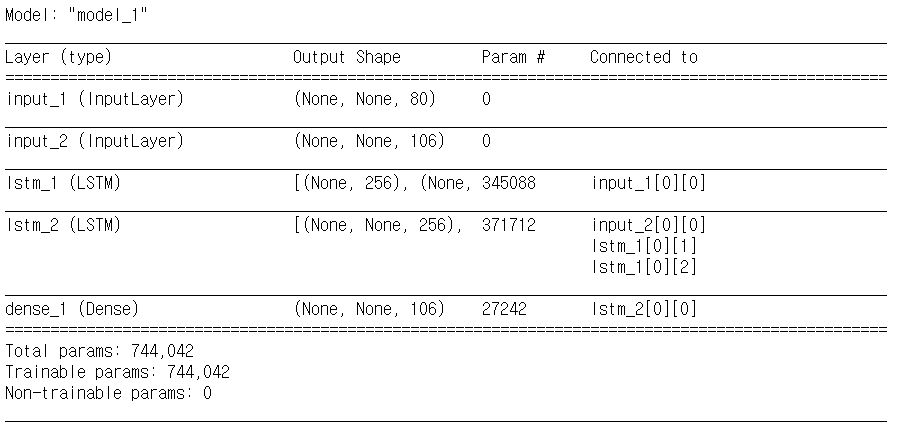 Model: "model_1"
Layer (type) Output Shape Param # Connected to
input_1 (InputLayer) (None, None, 80) 0
input_2 (InputLayer) (None, None, 106) 0
lstm_1 (LSTM) [(None, 256), (None, 345088 input_1[0][0]
lstm_2 (LSTM) [(None, None, 256), 371712 input_2[0][0]
lstm_1[0][1]
lstm_1[0][2]
dense_1 (Dense) (None, None, 106) 27242 lstm_2[0][0]
Total params: 744,042
Trainable params: 744,042
Non-trainable params: 0